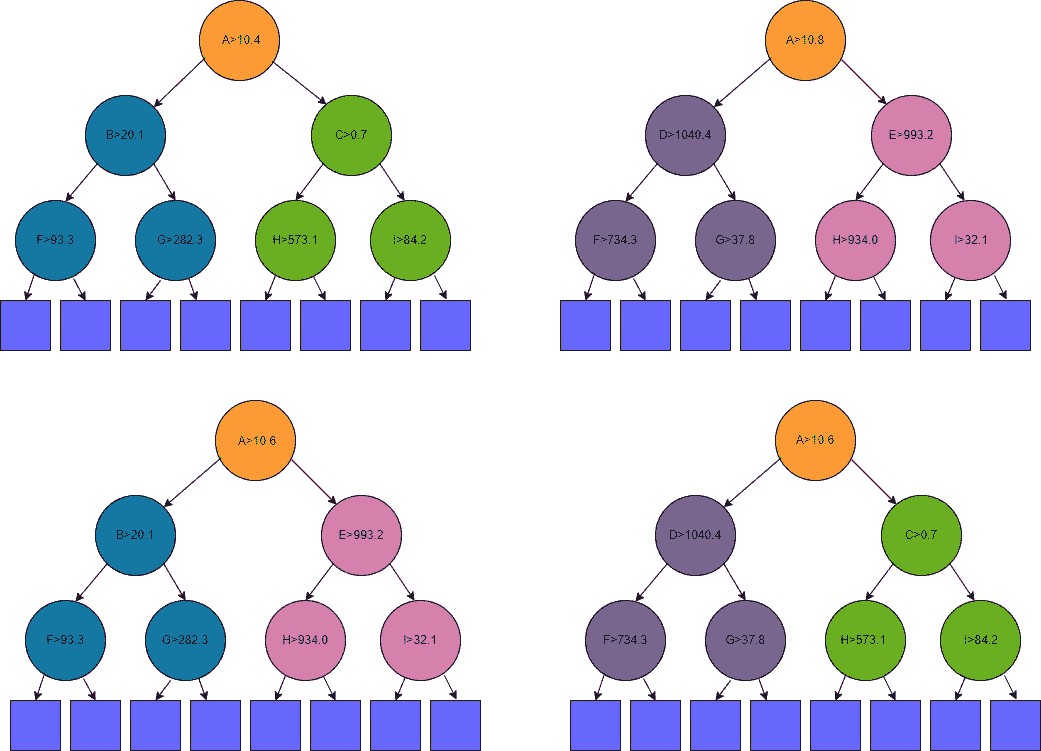 A>10.4
B>20.1
C>0.7
F>93.3
G>282.3
H>573.1
I>84.2
A>10.8
D>1040.4
E>993.2
F>734.3
G>37.8
H>934.0
I>32.1
A>10.6
B>20.1
E>993.2
F>93.3
G>282.3
H>934.0
I>32.1
A>10.6
D>1040.4
C>0.7
F>734.3
G>37.8
H>573.1
I>84.2